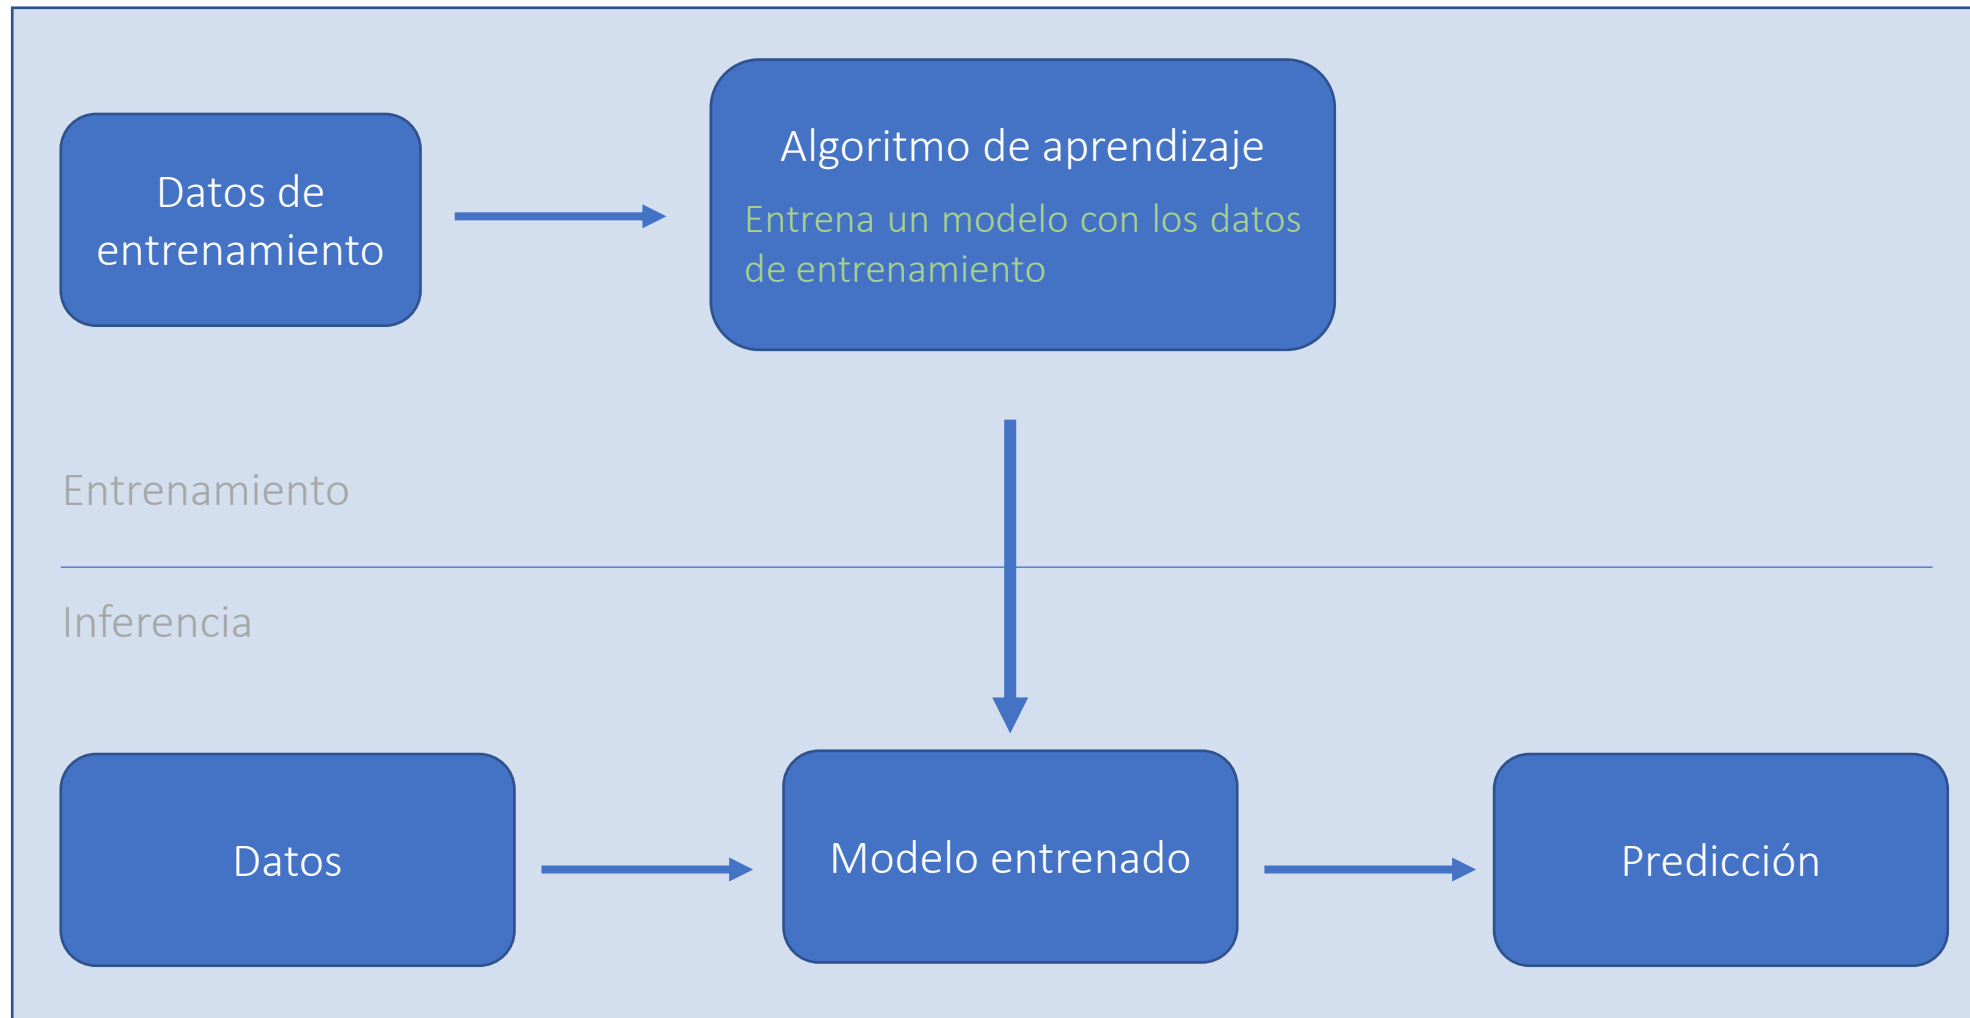 Datos de
entrenamiento
Algoritmo de aprendizaje
Entrena un modelo con los datos
de entrenamiento
Entrenamiento
Inferencia
Datos
Modelo entrenado
Predicción